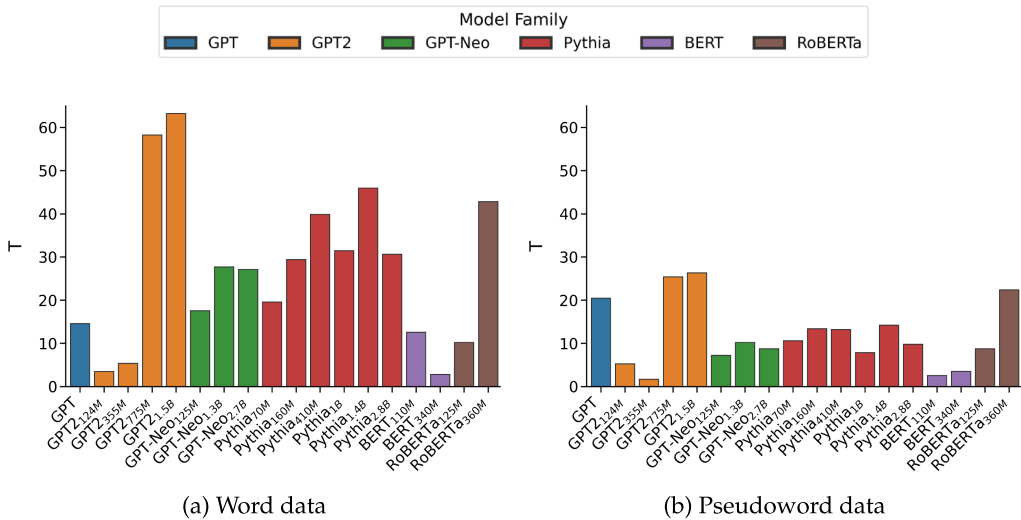 Model Family
GPT GPT2 GPT-Neo Pythia BERT RoBERTa
T
60
50
40
30
20
10
0
GPT
GPT2124M
GPT2355M
GPT2775M
GPT21.5B
GPT-Neo125M
GPT-Neo1.3B
GPT-Neo2.7B
Pythia70M
Pythia160M
Pythia410M
Pythia1B
Pythia1.4B
Pythia2.8B
BERT110M
BERT340M
RoBERTa125M
RoBERTa360M
(a) Word data
T
60
50
40
30
20
10
0
GPT
GPT2124M
GPT2355M
GPT2775M
GPT21.5B
GPT-Neo125M
GPT-Neo1.3B
GPT-Neo2.7B
Pythia70M
Pythia160M
Pythia410M
Pythia1B
Pythia1.4B
Pythia2.8B
BERT110M
BERT340M
RoBERTa125M
RoBERTa360M
(b) Pseudoword data